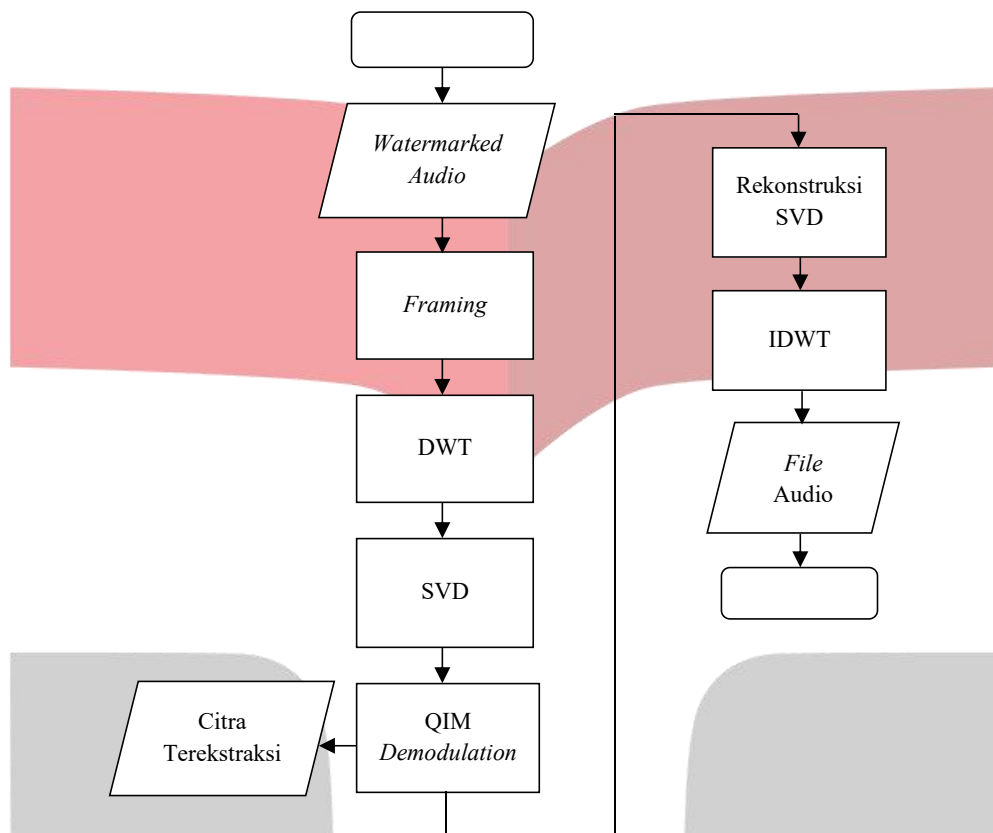 Watermarked
Audio
Framing
DWT
SVD
QIM
Demodulation
Citra
Terekstraksi
Rekonstruksi
SVD
IDWT
File
Audio